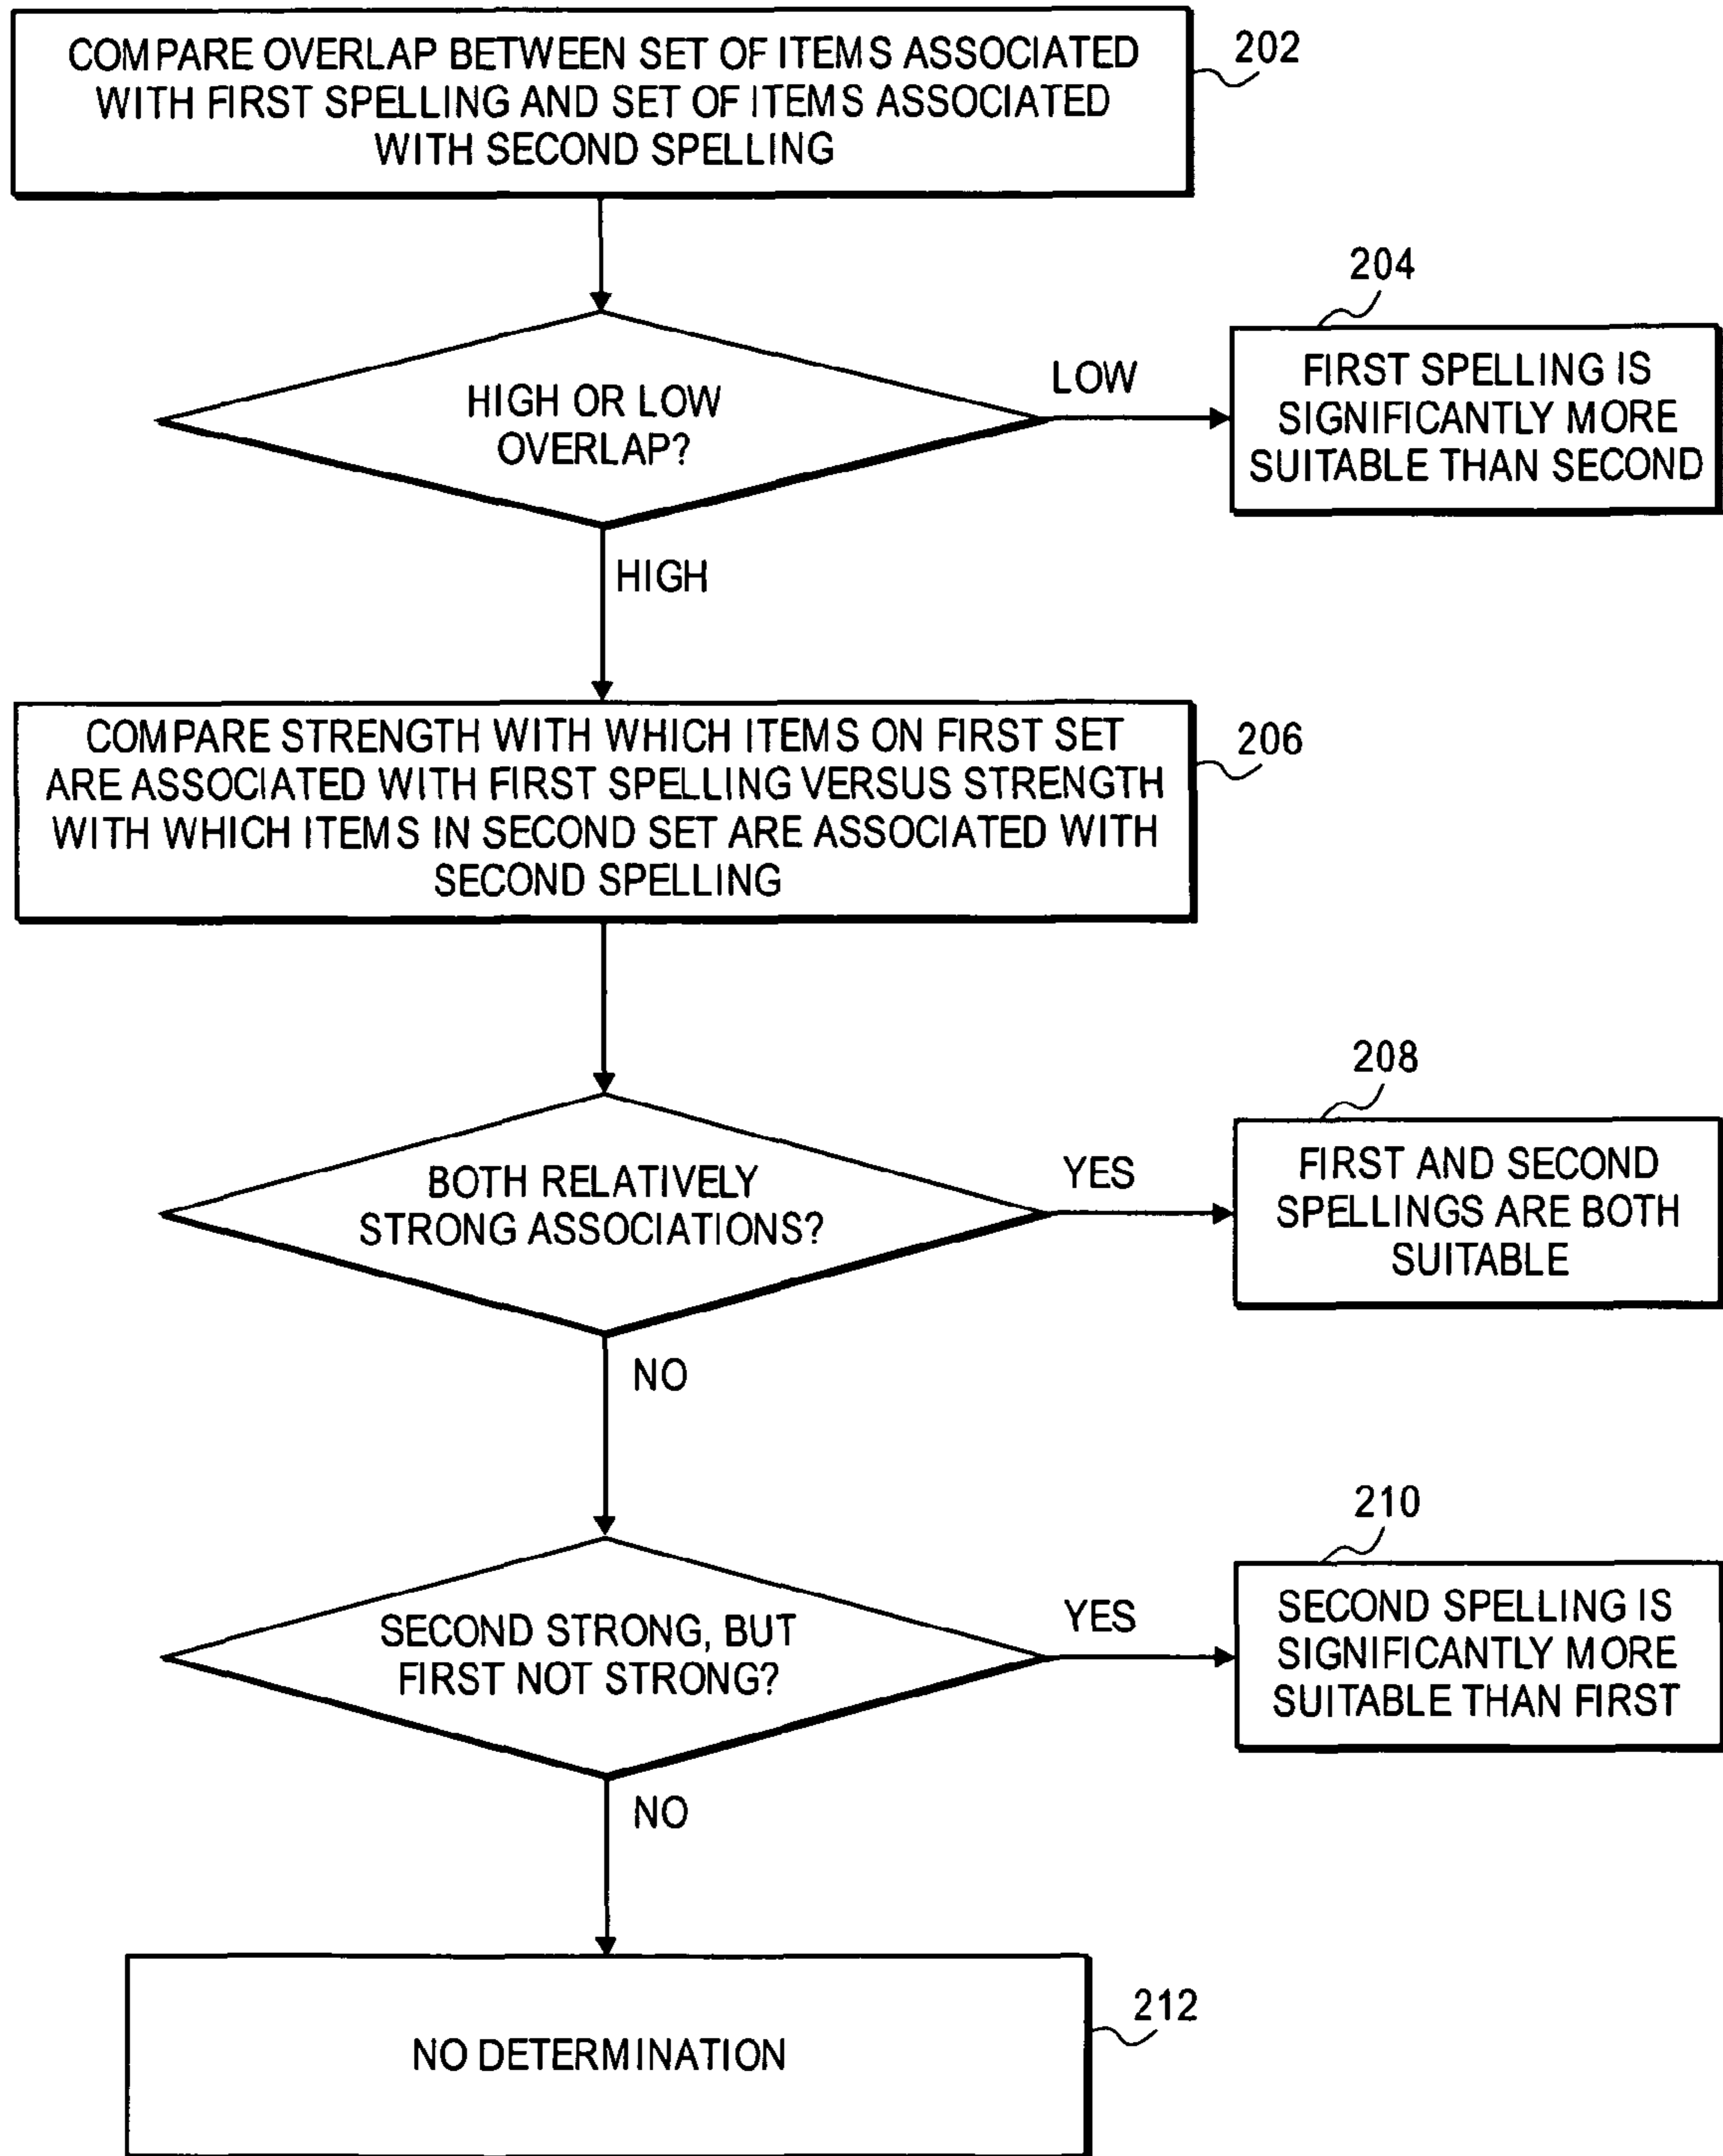 COMPARE OVERLAP BETWEEN SET OF ITEMS ASSOCIATED
WITH FIRST SPELLING AND SET OF ITEMS ASSOCIATED
WITH SECOND SPELLING
202
HIGH OR LOW
OVERLAP?
LOW
204
FIRST SPELLING IS
SIGNIFICANTLY MORE
SUITABLE THAN SECOND
HIGH
COMPARE STRENGTH WITH WHICH ITEMS ON FIRST SET
ARE ASSOCIATED WITH FIRST SPELLING VERSUS STRENGTH
WITH WHICH ITEMS IN SECOND SET ARE ASSOCIATED WITH
SECOND SPELLING
206
BOTH RELATIVELY
STRONG ASSOCIATIONS?
YES
208
FIRST AND SECOND
SPELLINGS ARE BOTH
SUITABLE
NO
SECOND STRONG, BUT
FIRST NOT STRONG?
YES
210
SECOND SPELLING IS
SIGNIFICANTLY MORE
SUITABLE THAN FIRST
NO
NO DETERMINATION
212